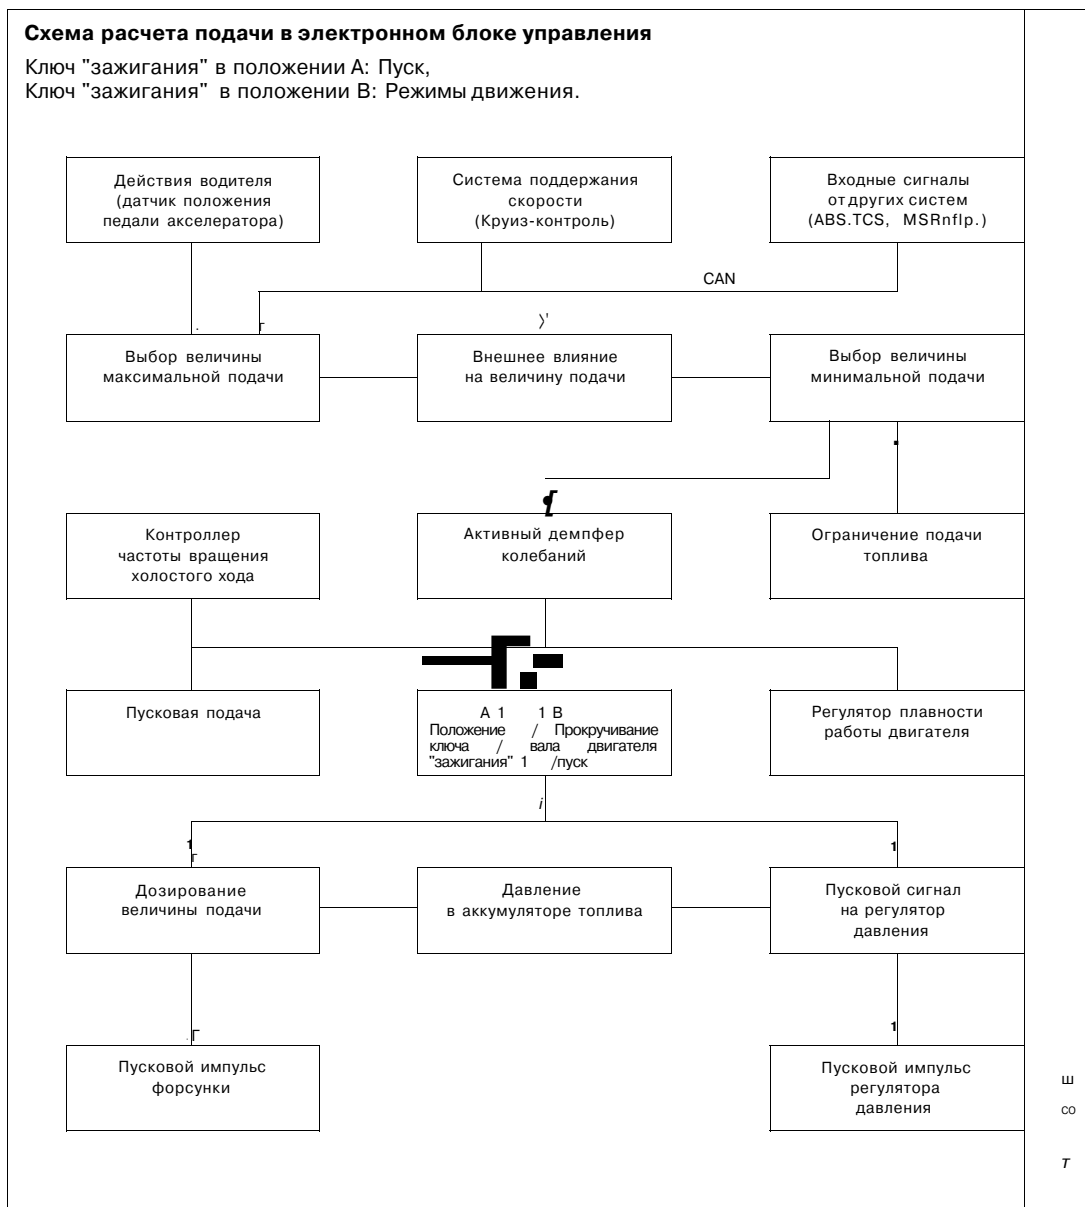 Схема расчета подачи в электронном блоке управления
Ключ "зажигания" в положении А: Пуск,
Ключ "зажигания" в положении В: Режимы движения.
Действия водителя
(датчик положения
педали акселератора)
Система поддержания
скорости
(Круиз-контроль)
Входные сигналы
от других систем
(ABS.TCS, MSRnflp.)
CAN
Выбор величины
максимальной подачи
Внешнее влияние
на величину подачи
Выбор величины
минимальной подачи
Контроллер
частоты вращения
холостого хода
Активный демпфер
колебаний
Ограничение подачи
топлива
Пусковая подача
А 1 1 В
Положение / Прокручивание
ключа / вала двигателя
"зажигания" 1 /пуск
Регулятор плавности
работы двигателя
i
1
г
1
Дозирование
величины подачи
Давление
в аккумуляторе топлива
Пусковой сигнал
на регулятор
давления
.Г
1
Пусковой импульс
форсунки
Пусковой импульс
регулятора
давления
ш
со
т